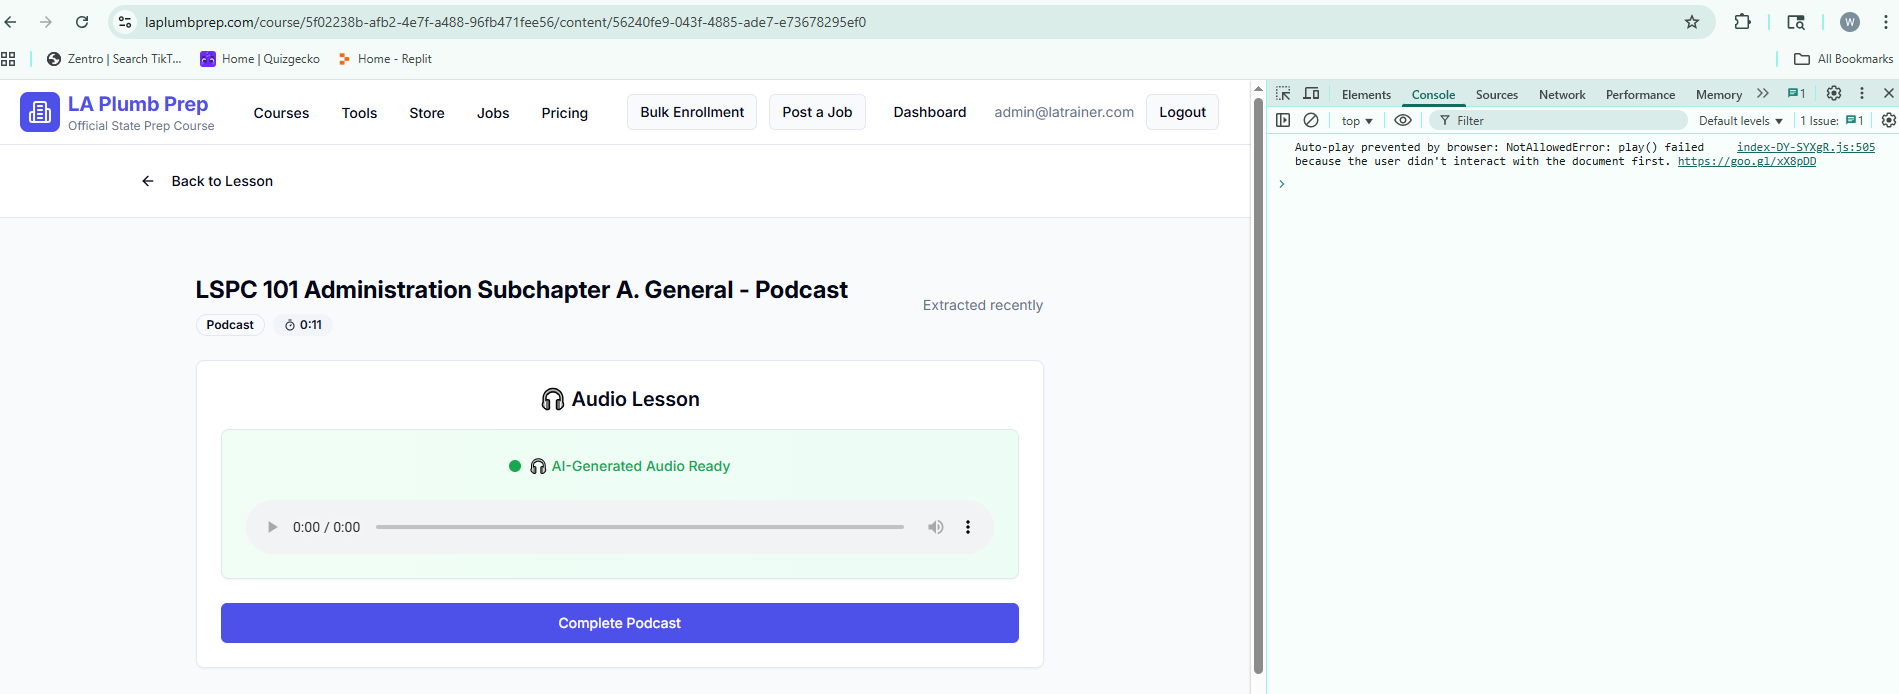 laplumbprep.com/course/5f02238b-afb2-4e7f-a488-96fb471fee56/content/56240fe9-043f-4885-ade7-e73678295ef0
W
Zentro | Search TikT...
Home | Quizgecko
Home - Replit
All Bookmarks
LA Plumb Prep
Official State Prep Course
Courses
Tools
Store
Jobs
Pricing
Bulk Enrollment
Post a Job
Dashboard
admin@latrainer.com
Logout
Back to Lesson
LSPC 101 Administration Subchapter A. General - Podcast
Extracted recently
Podcast
0:11
Audio Lesson
AI-Generated Audio Ready
0:00 / 0:00
Complete Podcast
Elements
Console
Sources
Network
Performance
Memory
1
top
Filter
Default levels
1 Issue: 1
Auto-play prevented by browser: NotAllowedError: play() failed index-DY-SYXgR.js:505
because the user didn't interact with the document first. https://goo.gl/xX8pDD